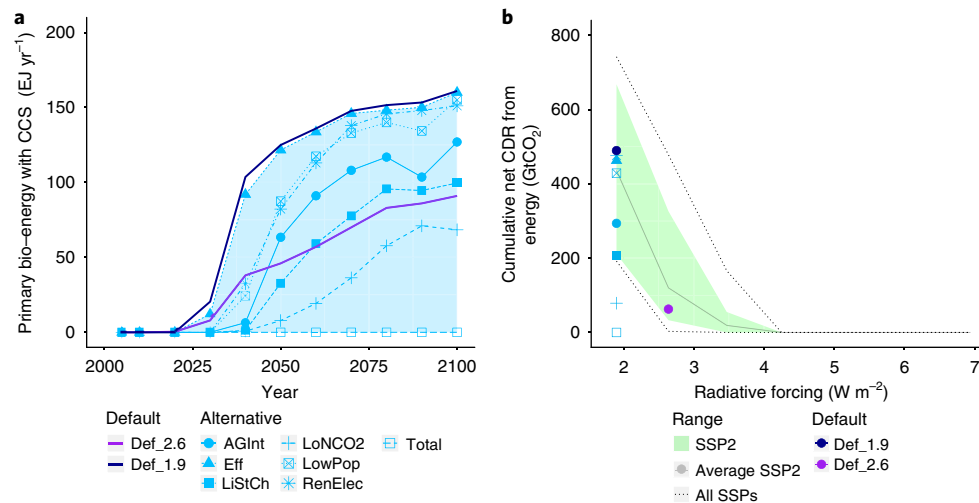 a
Primary bio–energy with CCS (EJ yr⁻¹)
200
150
100
50
0
2000 2025 2050 2075 2100
Year
Default Alternative
Def_2.6 AGInt LoNCO2 Total
Def_1.9 Eff LowPop
LiStCh RenElec
b
Cumulative net CDR from
energy (GtCO₂)
800
600
400
200
0
2 3 4 5 6 7
Radiative forcing (W m⁻²)
Range Default
SSP2 Def_1.9
Average SSP2 Def_2.6
All SSPs